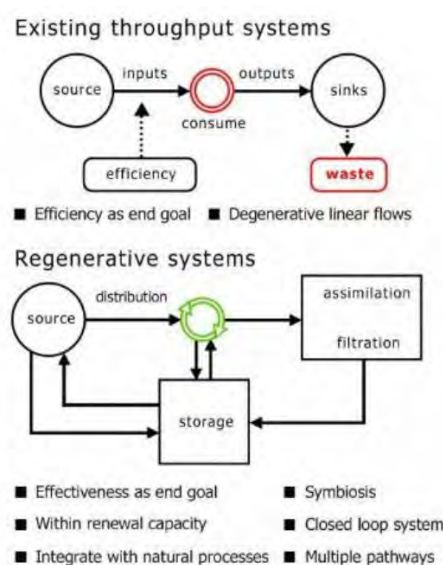 Existing throughput systems
inputs outputs
source sinks
consume
efficiency waste
■ Efficiency as end goal ■ Degenerative linear flows
Regenerative systems
distribution assimilation
source
filtration
storage
■ Effectiveness as end goal ■ Symbiosis
■ Within renewal capacity ■ Closed loop system
■ Integrate with natural processes ■ Multiple pathways